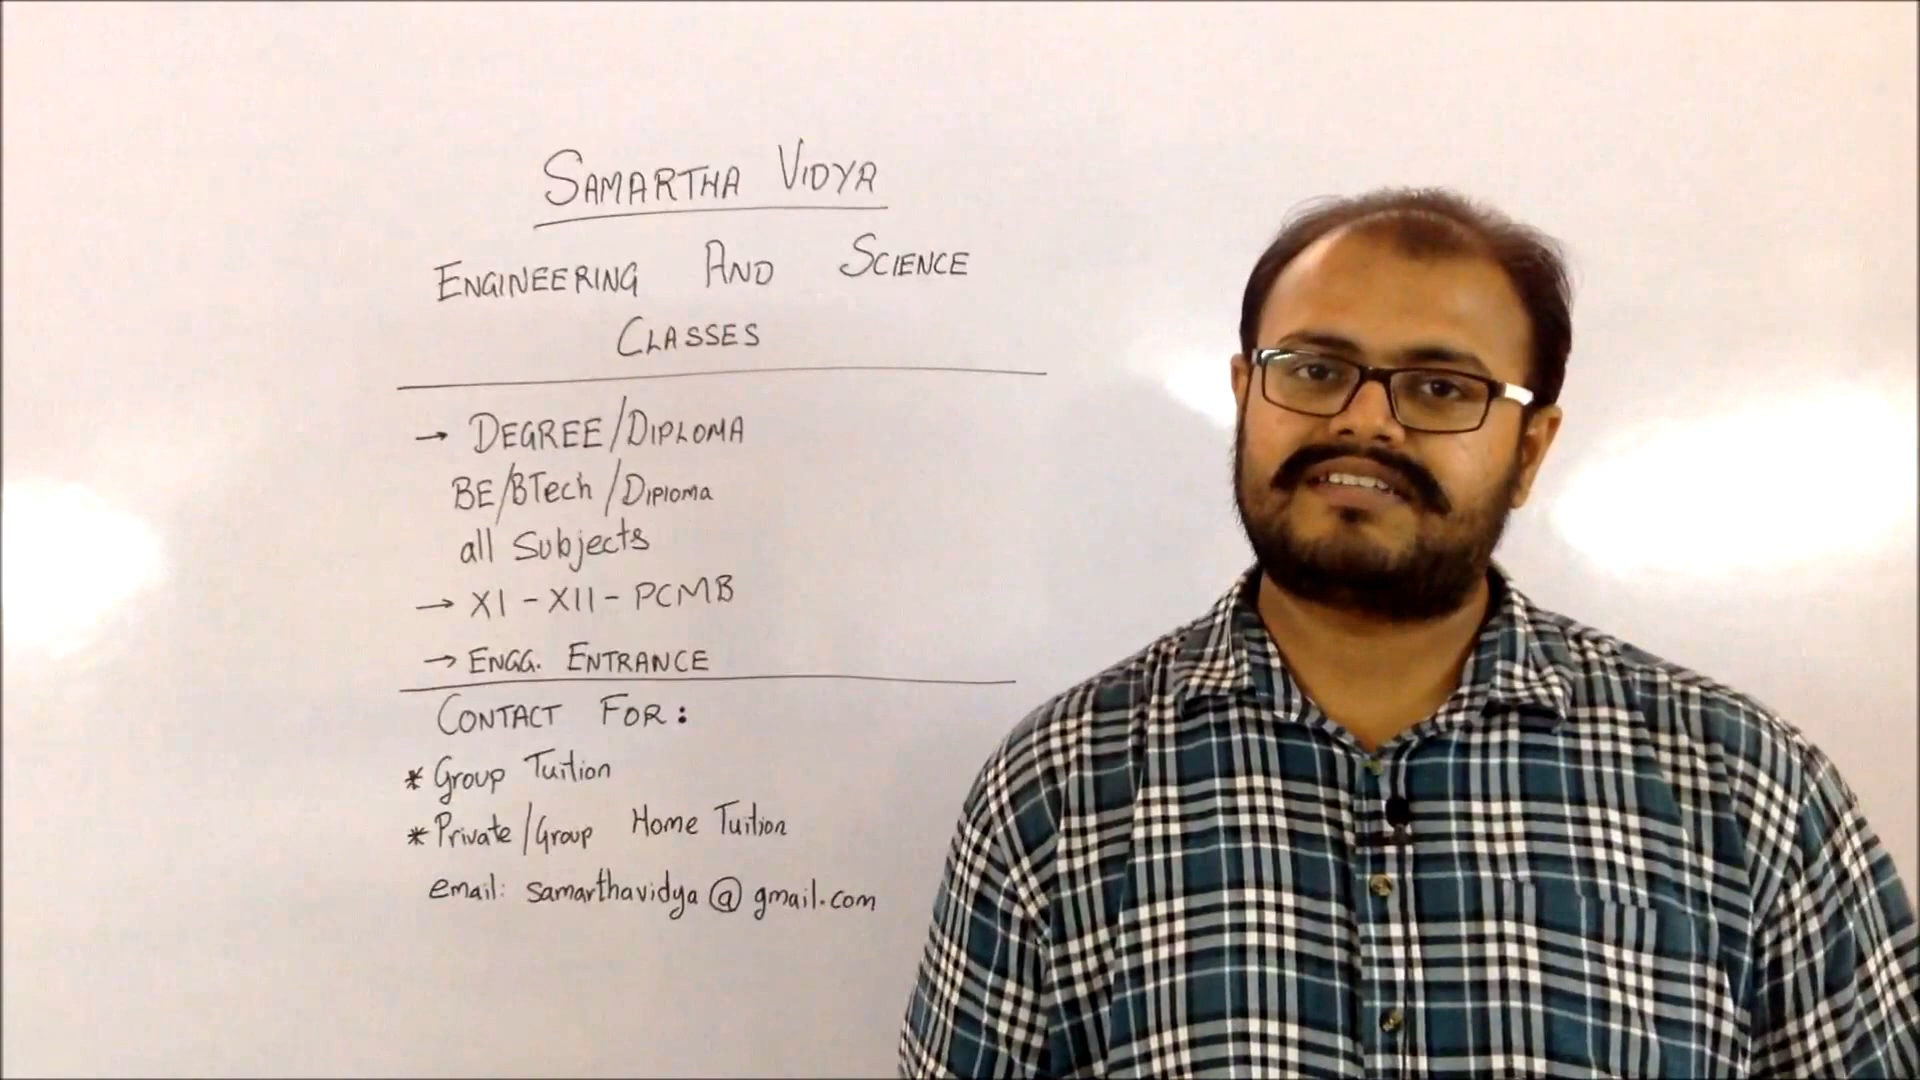 SAMARTHA VIDYA
ENGINEERING AND SCIENCE
CLASSES
→ DEGREE/DIPLOMA
BE/BTech/Diploma
all Subjects
→ XI-XII-PCMB
→ ENGG. ENTRANCE
CONTACT FOR:
* Group Tuition
* Private/Group Home Tuition
email: samarthavidya@gmail.com